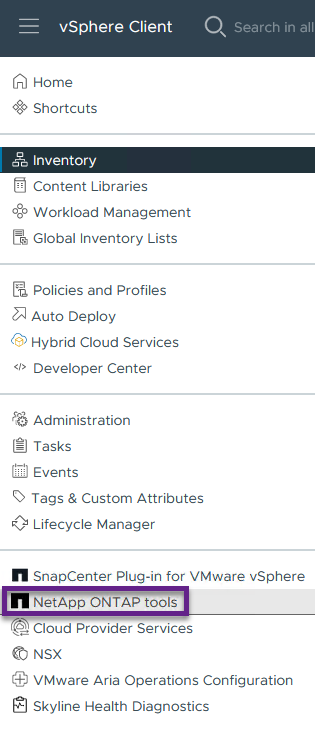 vSphere Client
Search in all
Home
Shortcuts
Inventory
Content Libraries
Workload Management
Global Inventory Lists
Policies and Profiles
Auto Deploy
Hybrid Cloud Services
Developer Center
Administration
Tasks
Events
Tags & Custom Attributes
Lifecycle Manager
SnapCenter Plug-in for VMware vSphere
NetApp ONTAP tools
Cloud Provider Services
NSX
VMware Aria Operations Configuration
Skyline Health Diagnostics